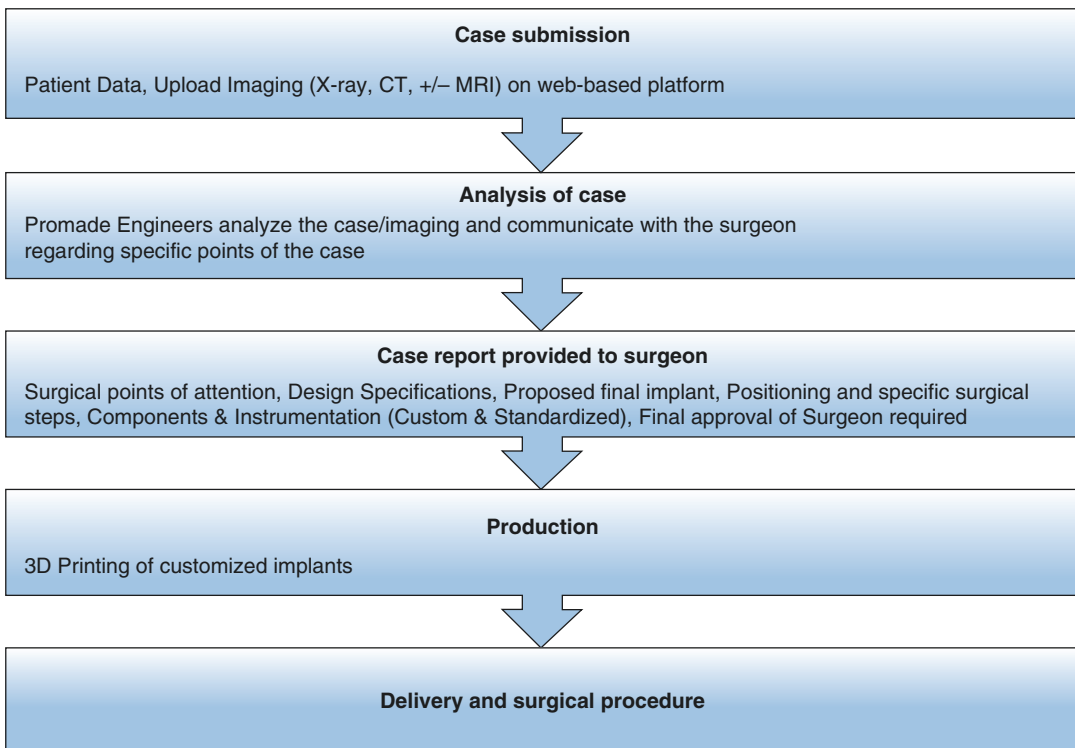 Case submission
Patient Data, Upload Imaging (X-ray, CT, +/– MRI) on web-based platform
Analysis of case
Promade Engineers analyze the case/imaging and communicate with the surgeon
regarding specific points of the case
Case report provided to surgeon
Surgical points of attention, Design Specifications, Proposed final implant, Positioning and specific surgical
steps, Components & Instrumentation (Custom & Standardized), Final approval of Surgeon required
Production
3D Printing of customized implants
Delivery and surgical procedure